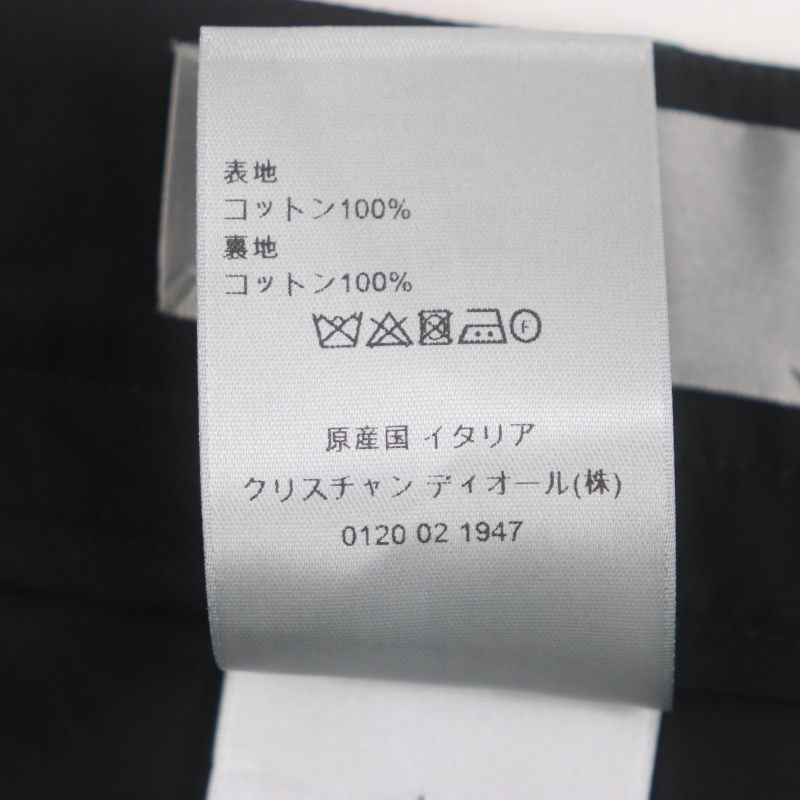 表地
コットン100%
裏地
コットン100%
F
原産国 イタリア
クリスチャン ディオール(株)
0120 02 1947